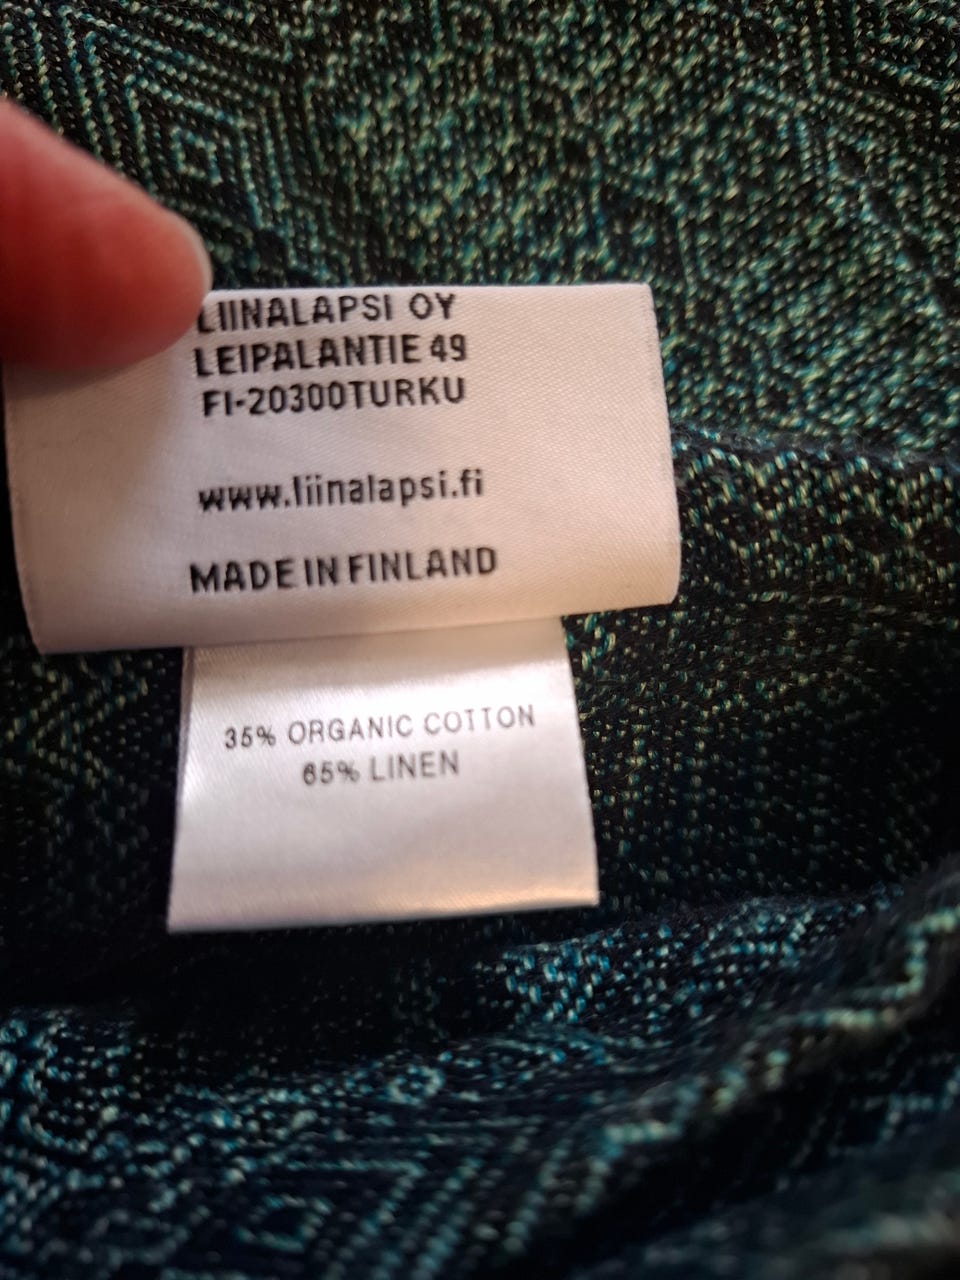 LIINALAPSI OY
LEIPALANTIE 49
FI-20300TURKU
www.liinalapsi.fi
MADE IN FINLAND
35% ORGANIC COTTON
65% LINEN